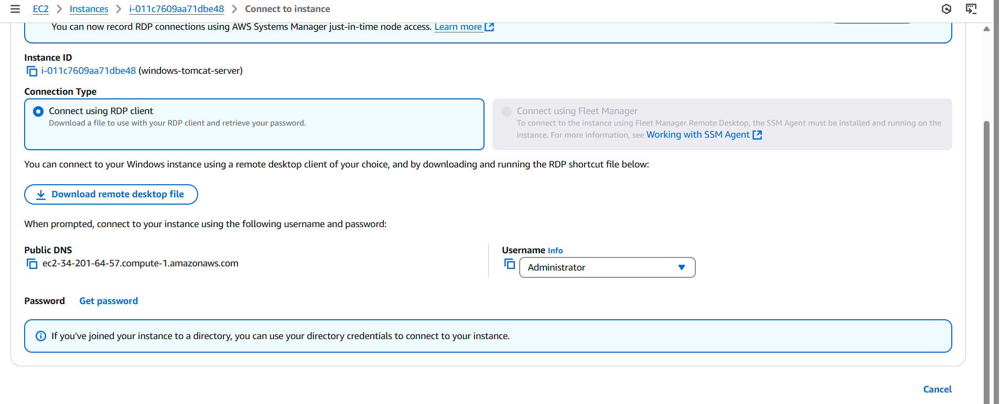 EC2 > Instances > i-011c7609aa71dbe48 > Connect to instance
You can now record RDP connections using AWS Systems Manager just-in-time node access. Learn more
Instance ID
i-011c7609aa71dbe48 (windows-tomcat-server)
Connection Type
Connect using RDP client
Download a file to use with your RDP client and retrieve your password.
Connect using Fleet Manager
To connect to the instance using Fleet Manager Remote Desktop, the SSM Agent must be installed and running on the
instance. For more information, see Working with SSM Agent
You can connect to your Windows instance using a remote desktop client of your choice, and by downloading and running the RDP shortcut file below:
Download remote desktop file
When prompted, connect to your instance using the following username and password:
Public DNS
ec2-34-201-64-57.compute-1.amazonaws.com
Username Info
Administrator
Password Get password
If you've joined your instance to a directory, you can use your directory credentials to connect to your instance.
Cancel